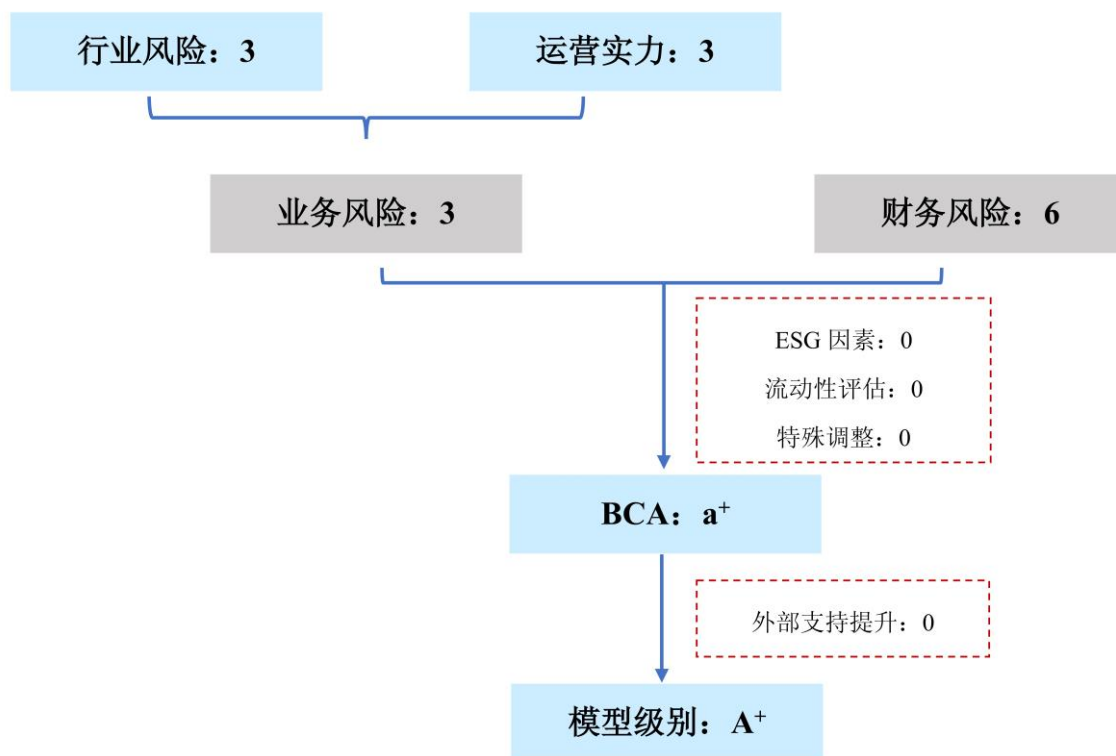 行业风险：3
运营实力：3
业务风险：3
财务风险：6
ESG 因素：0
流动性评估：0
特殊调整：0
BCA：a⁺
外部支持提升：0
模型级别：A⁺